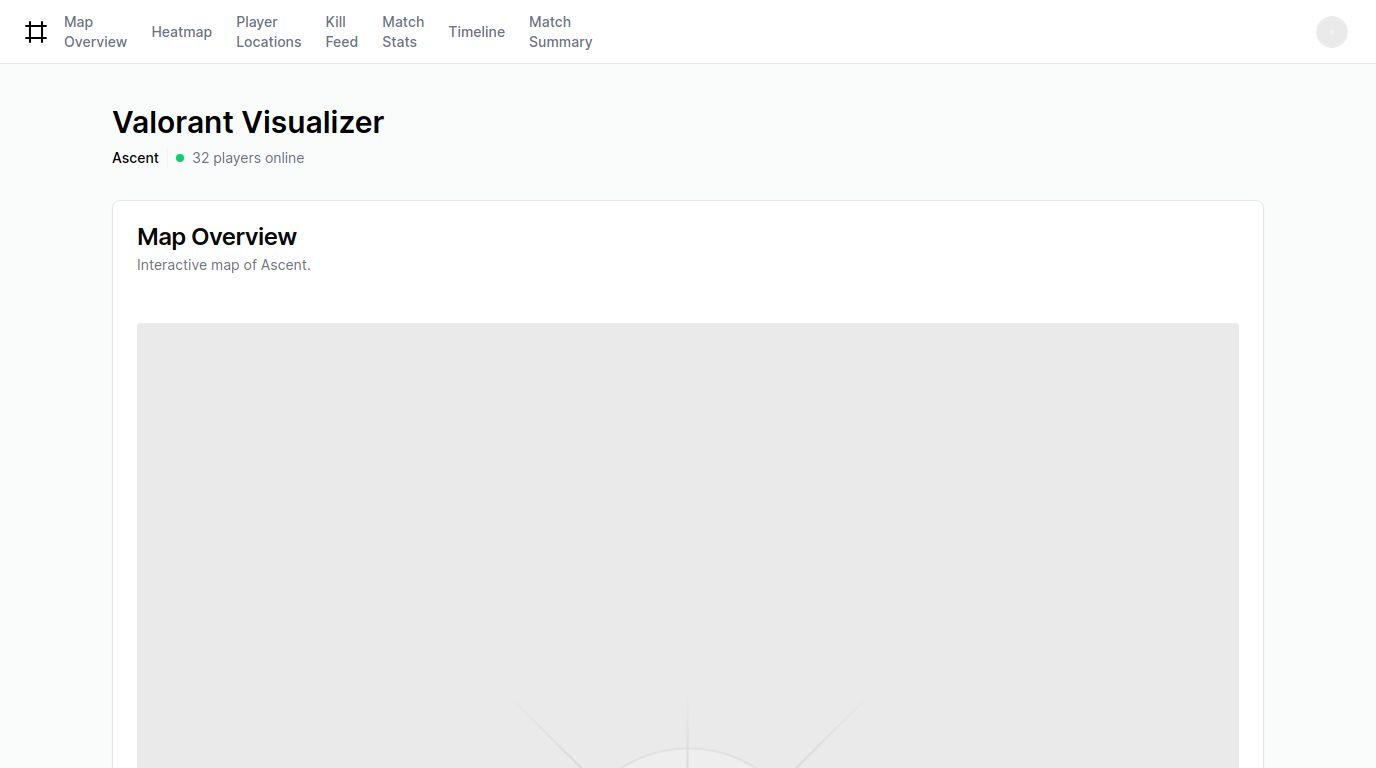 Map
Overview
Heatmap
Player
Locations
Kill
Feed
Match
Stats
Timeline
Match
Summary
Valorant Visualizer
Ascent
32 players online
Map Overview
Interactive map of Ascent.